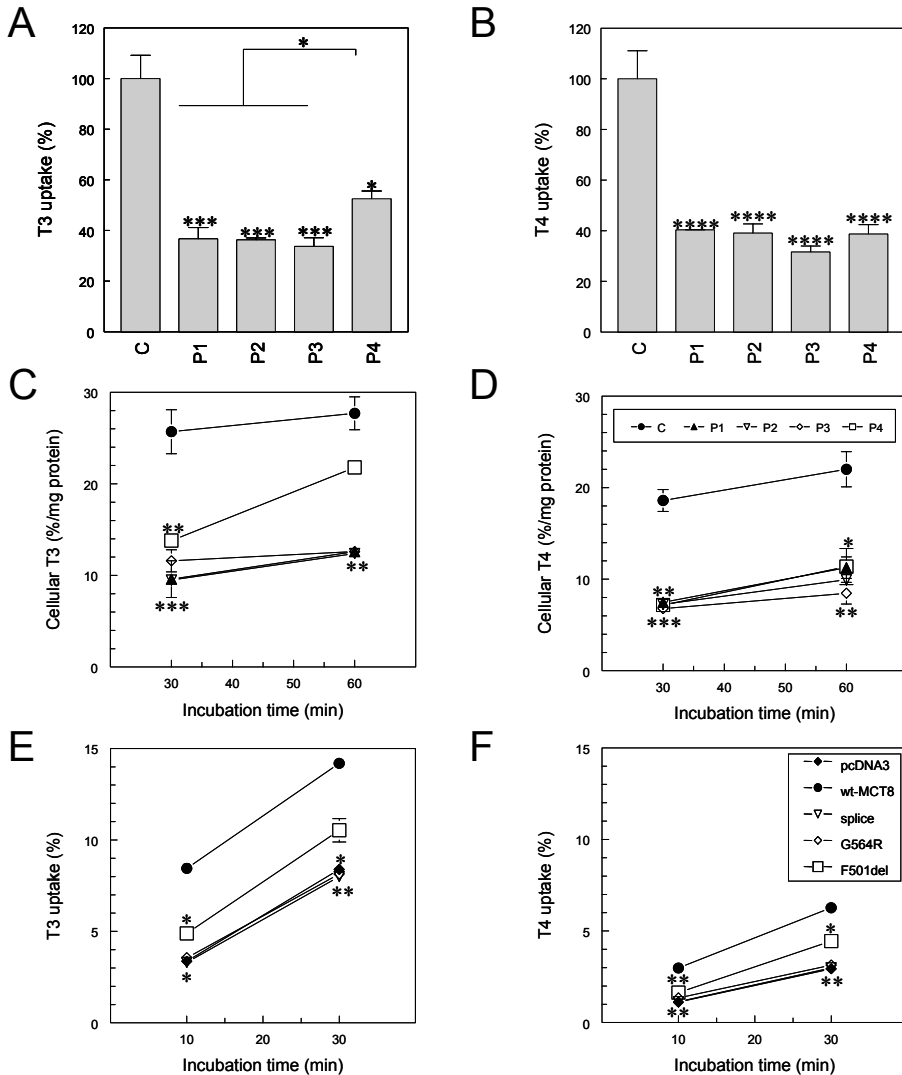 A
T3 uptake (%)
120
100
80
60
40
20
0
*
***
***
***
*
C
P1
P2
P3
P4
B
T4 uptake (%)
120
100
80
60
40
20
0
****
****
****
****
C
P1
P2
P3
P4
C
Cellular T3 (%/mg protein)
30
20
10
0
**
***
**
30
40
50
60
Incubation time (min)
D
Cellular T4 (%/mg protein)
30
20
10
0
C
P1
P2
P3
P4
**
***
*
**
30
40
50
60
Incubation time (min)
E
T3 uptake (%)
15
10
5
0
*
*
*
**
10
20
30
Incubation time (min)
F
T4 uptake (%)
15
10
5
0
pcDNA3
wt-MCT8
splice
G564R
F501del
**
**
*
**
10
20
30
Incubation time (min)